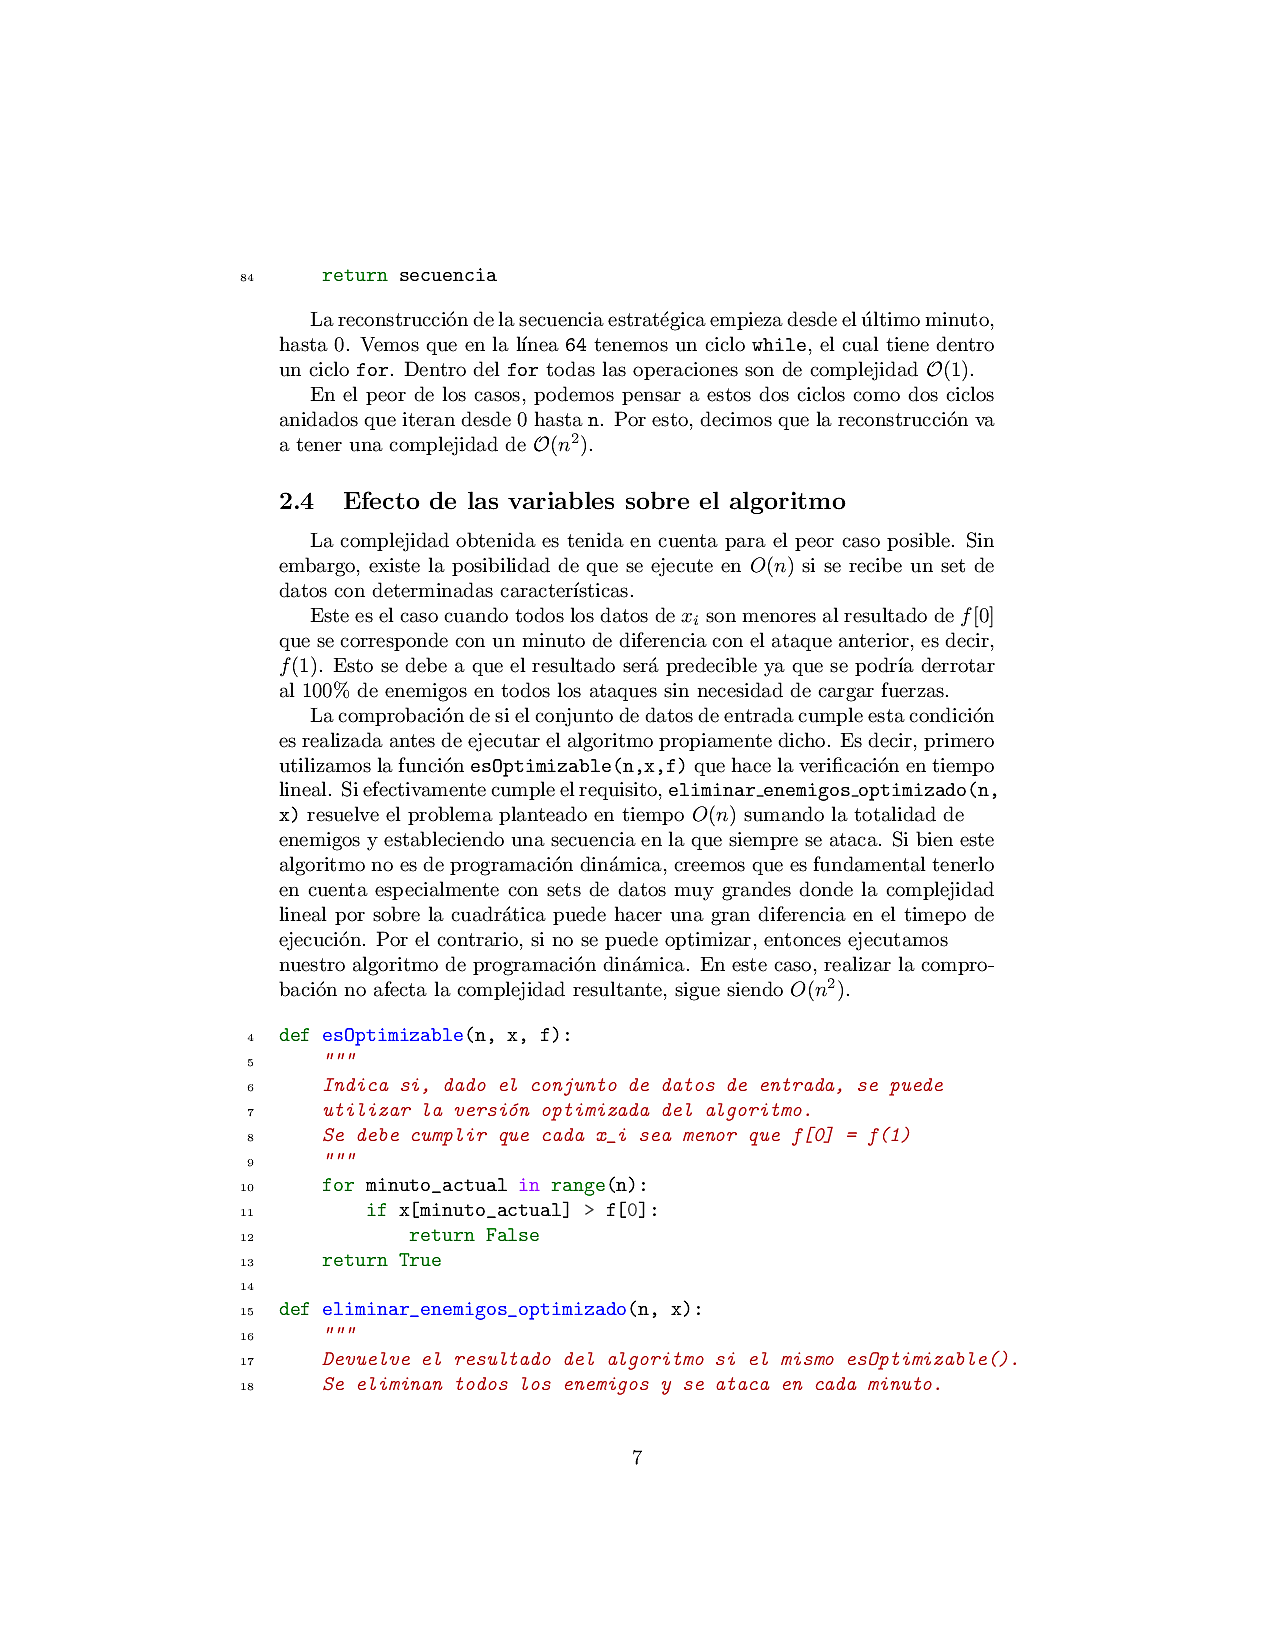 84 return secuencia
La reconstrucción de la secuencia estratégica empieza desde el último minuto,
hasta 0. Vemos que en la línea 64 tenemos un ciclo while, el cual tiene dentro
un ciclo for. Dentro del for todas las operaciones son de complejidad O(1).
En el peor de los casos, podemos pensar a estos dos ciclos como dos ciclos
anidados que iteran desde 0 hasta n. Por esto, decimos que la reconstrucción va
a tener una complejidad de O(n²).
2.4 Efecto de las variables sobre el algoritmo
La complejidad obtenida es tenida en cuenta para el peor caso posible. Sin
embargo, existe la posibilidad de que se ejecute en O(n) si se recibe un set de
datos con determinadas características.
Este es el caso cuando todos los datos de xᵢ son menores al resultado de f[0]
que se corresponde con un minuto de diferencia con el ataque anterior, es decir,
f(1). Esto se debe a que el resultado será predecible ya que se podría derrotar
al 100% de enemigos en todos los ataques sin necesidad de cargar fuerzas.
La comprobación de si el conjunto de datos de entrada cumple esta condición
es realizada antes de ejecutar el algoritmo propiamente dicho. Es decir, primero
utilizamos la función esOptimizable(n,x,f) que hace la verificación en tiempo
lineal. Si efectivamente cumple el requisito, eliminar_enemigos_optimizado(n,
x) resuelve el problema planteado en tiempo O(n) sumando la totalidad de
enemigos y estableciendo una secuencia en la que siempre se ataca. Si bien este
algoritmo no es de programación dinámica, creemos que es fundamental tenerlo
en cuenta especialmente con sets de datos muy grandes donde la complejidad
lineal por sobre la cuadrática puede hacer una gran diferencia en el timepo de
ejecución. Por el contrario, si no se puede optimizar, entonces ejecutamos
nuestro algoritmo de programación dinámica. En este caso, realizar la compro-
bación no afecta la complejidad resultante, sigue siendo O(n²).
4 def esOptimizable(n, x, f):
5 """
6 Indica si, dado el conjunto de datos de entrada, se puede
7 utilizar la versión optimizada del algoritmo.
8 Se debe cumplir que cada x_i sea menor que f[0] = f(1)
9 """
10 for minuto_actual in range(n):
11 if x[minuto_actual] > f[0]:
12 return False
13 return True
14
15 def eliminar_enemigos_optimizado(n, x):
16 """
17 Devuelve el resultado del algoritmo si el mismo esOptimizable().
18 Se eliminan todos los enemigos y se ataca en cada minuto.
7